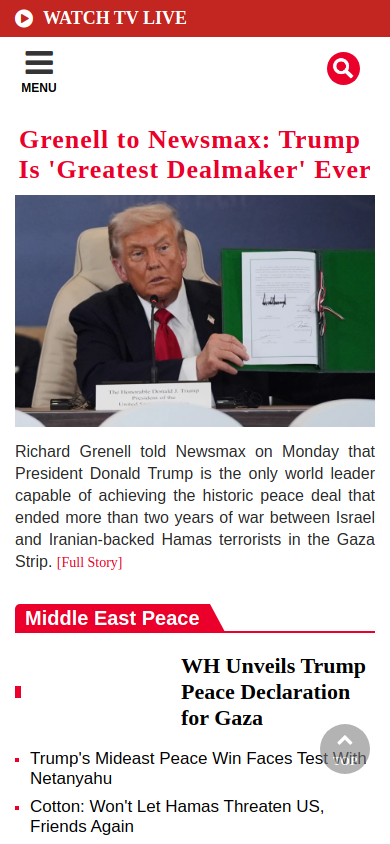 WATCH TV LIVE
MENU
Grenell to Newsmax: Trump
Is 'Greatest Dealmaker' Ever
The Honorable Donald J. Trump
President of the
Richard Grenell told Newsmax on Monday that
President Donald Trump is the only world leader
capable of achieving the historic peace deal that
ended more than two years of war between Israel
and Iranian-backed Hamas terrorists in the Gaza
Strip. [Full Story]
Middle East Peace
WH Unveils Trump
Peace Declaration
for Gaza
TOP
Trump's Mideast Peace Win Faces Test With
Netanyahu
Cotton: Won't Let Hamas Threaten US,
Friends Again